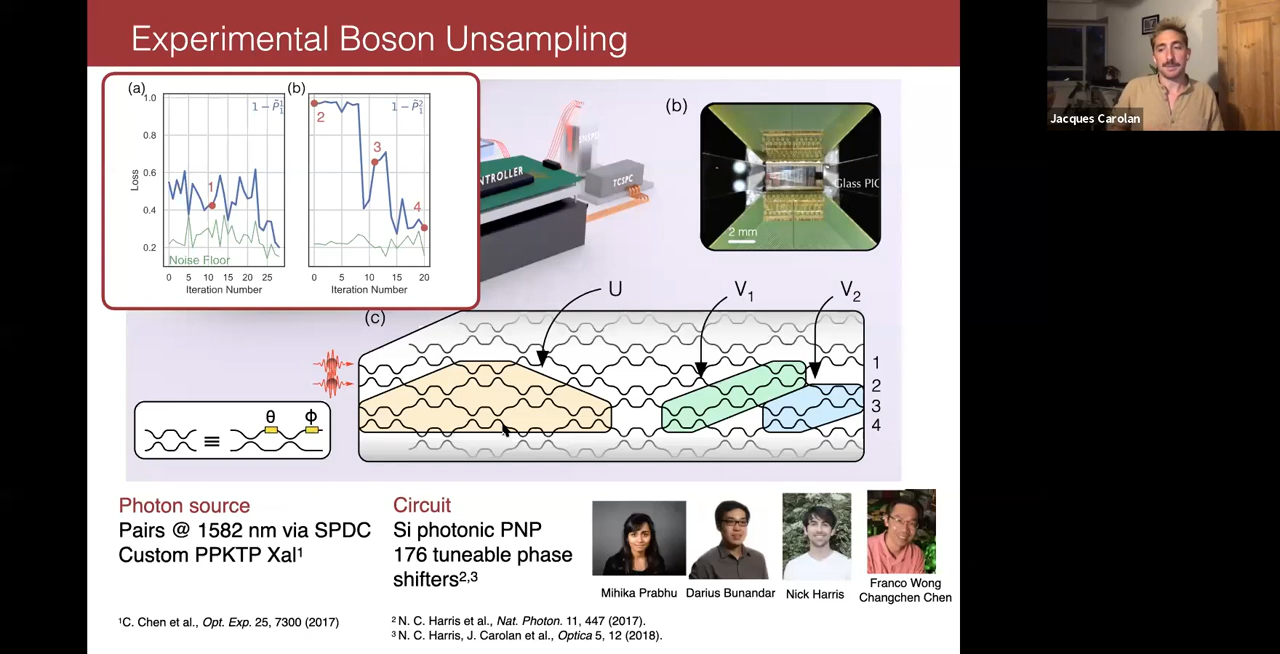 Experimental Boson Unsampling
Jacques Carolan
(a)
(b)
1.0
0.8
0.6
0.4
0.2
Loss
1
Noise Floor
0 5 10 15 20 25
Iteration Number
2
3
4
0 5 10 15 20
Iteration Number
NTROLLER
SNSPD
TCSPC
(b)
Glass PIC
2 mm
(c)
U
V₁
V₂
1
2
3
4
θ
ϕ
≡
Photon source
Pairs @ 1582 nm via SPDC
Custom PPKTP Xal¹
Circuit
Si photonic PNP
176 tuneable phase
shifters²,³
Mihika Prabhu
Darius Bunandar
Nick Harris
Franco Wong
Changchen Chen
¹C. Chen et al., Opt. Exp. 25, 7300 (2017)
² N. C. Harris et al., Nat. Photon. 11, 447 (2017).
³ N. C. Harris, J. Carolan et al., Optica 5, 12 (2018).